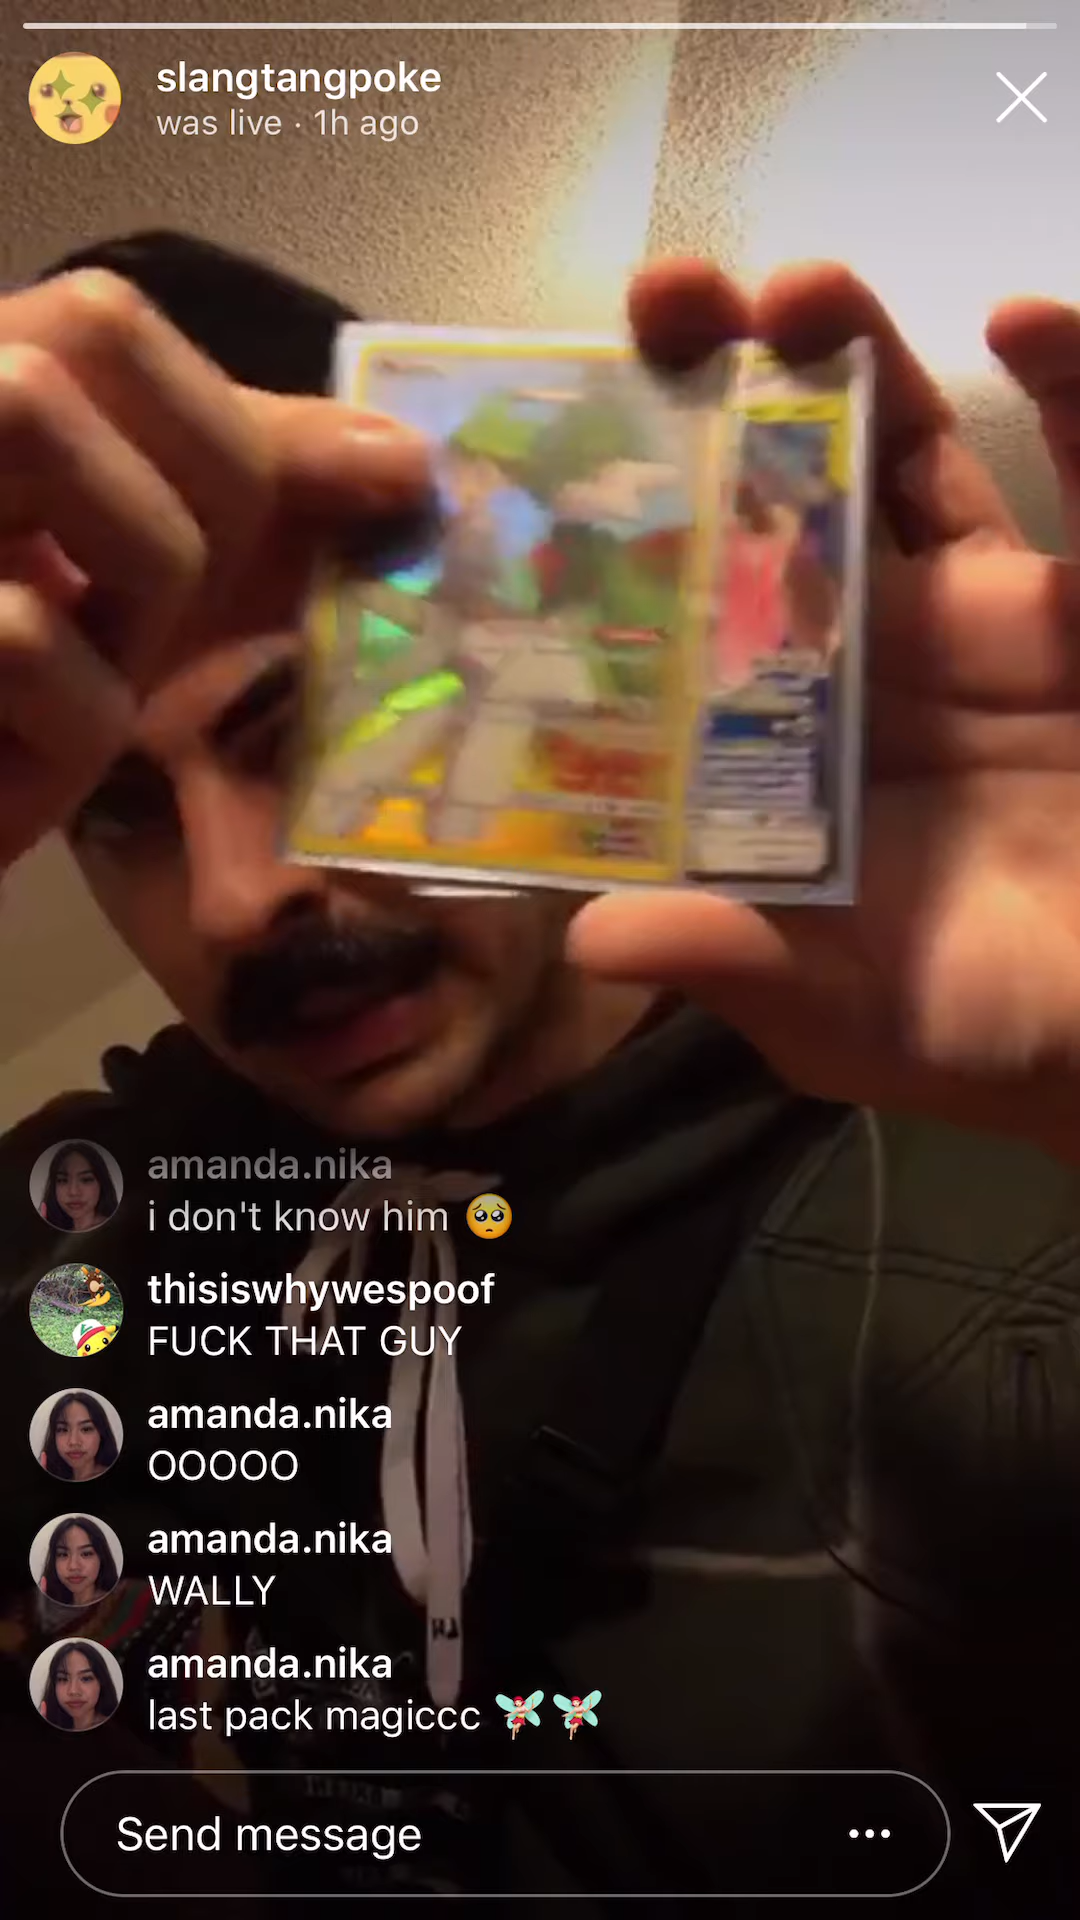 slangtangpoke
was live · 1h ago
amanda.nika
i don't know him 🥺
thisiswhywespoof
FUCK THAT GUY
amanda.nika
OOOOO
amanda.nika
WALLY
amanda.nika
last pack magiccc 🧚🧚
Send message